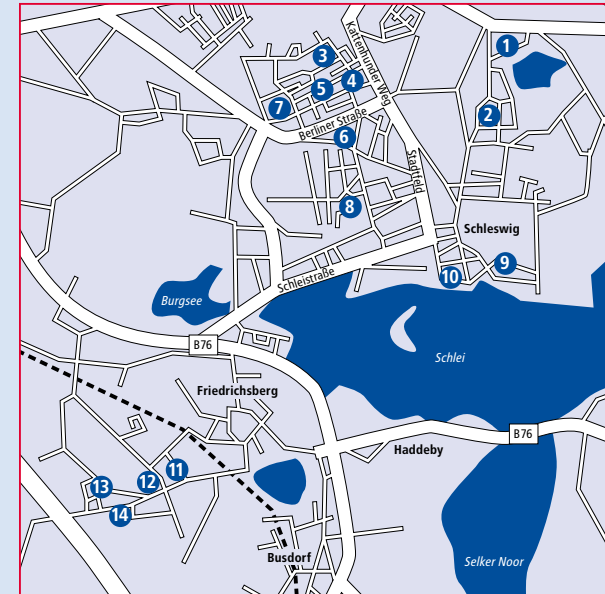 1
Kattenhunder Weg
3
4
5
2
7
Berliner Straße
6
Stadtfeld
8
Schleswig
9
10
Schleistraße
Burgsee
B76
Schlei
Friedrichsberg
B76
Haddeby
11
12
13
14
Busdorf
Selker Noor